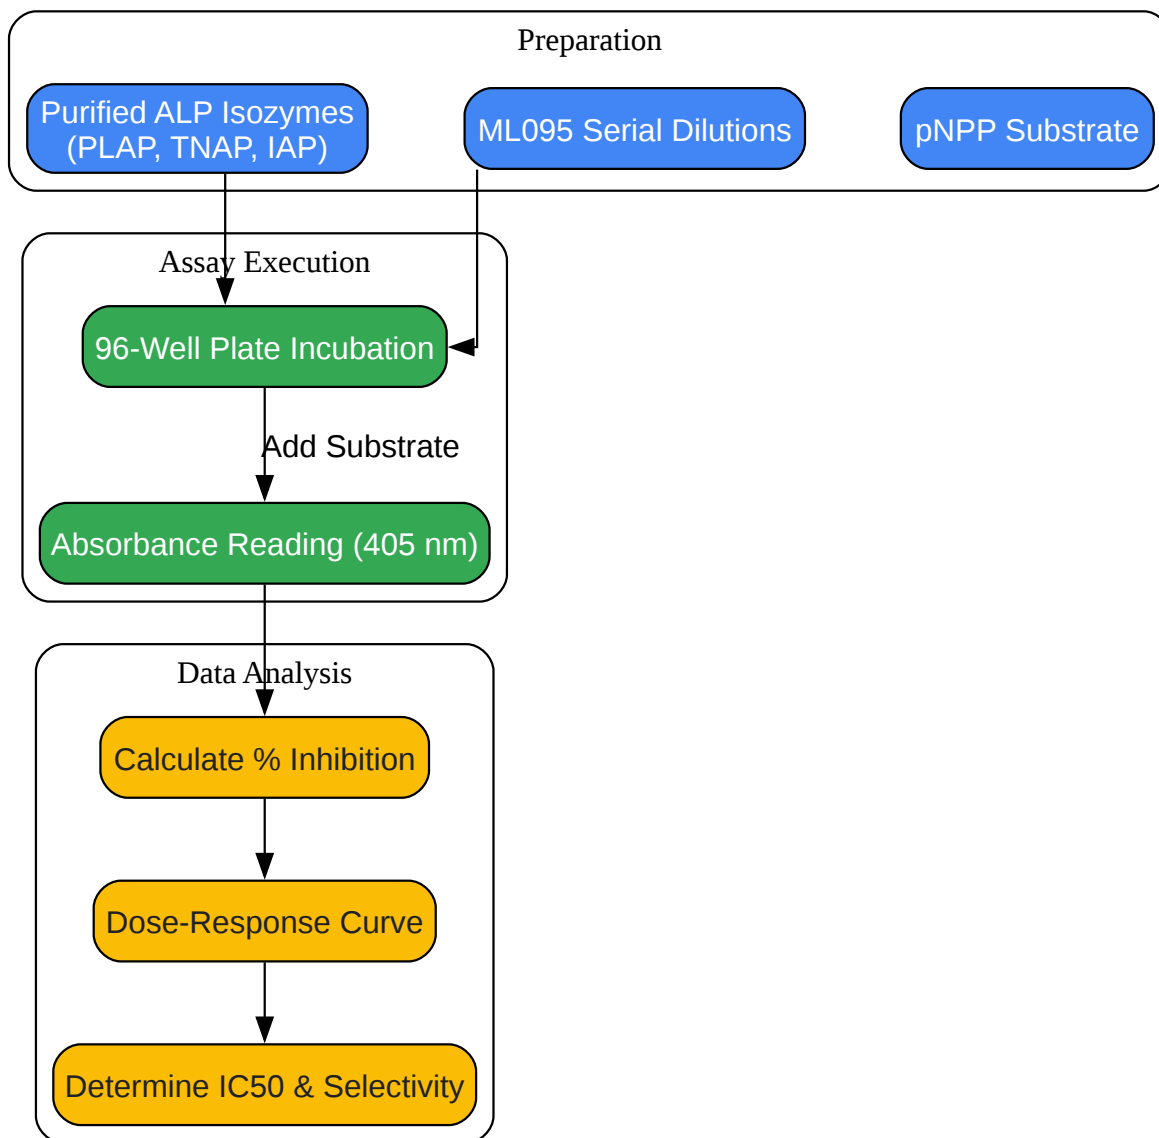 Preparation
Purified ALP Isozymes
(PLAP, TNAP, IAP)
ML095 Serial Dilutions
pNPP Substrate
Assay Execution
96-Well Plate Incubation
Add Substrate
Absorbance Reading (405 nm)
Data Analysis
Calculate % Inhibition
Dose-Response Curve
Determine IC50 & Selectivity